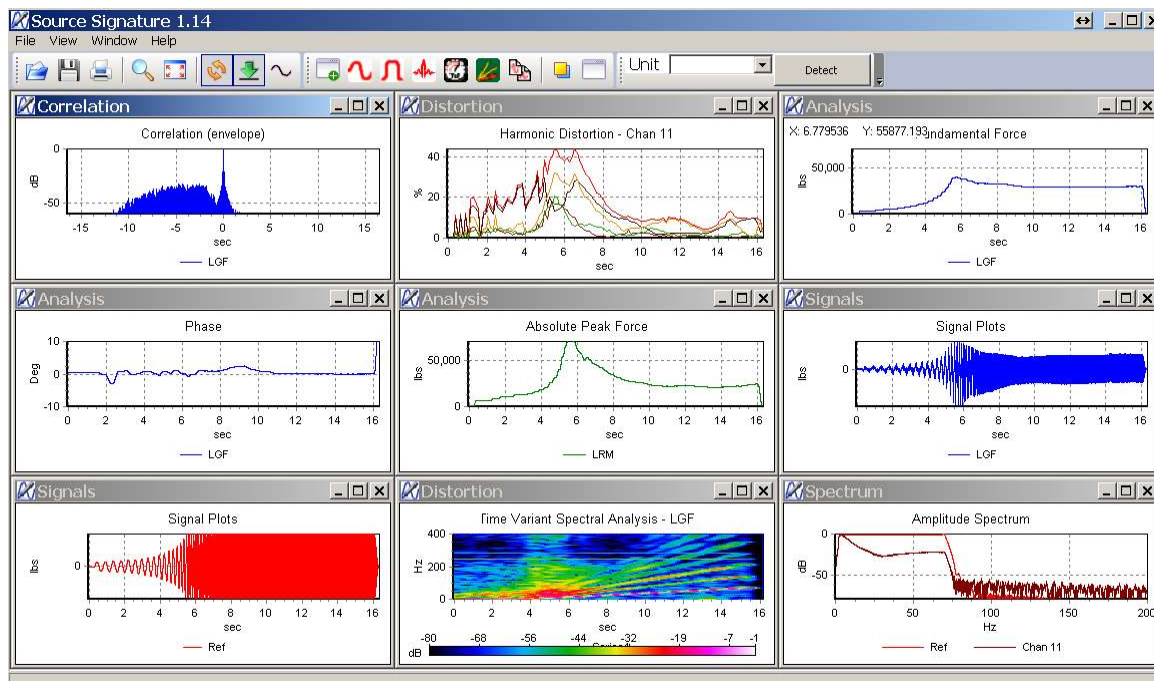 Source Signature 1.14
File View Window Help
Unit Detect
Correlation
Correlation (envelope)
0
-50
dB
-15 -10 -5 0 5 10 15
sec
LGF
Distortion
Harmonic Distortion - Chan 11
40
20
0
%
0 2 4 6 8 10 12 14 16
sec
Analysis
X: 6.779536 Y: 55877.193 undamental Force
50,000
0
lbs
0 2 4 6 8 10 12 14 16
sec
LGF
Analysis
Phase
10
0
-10
Deg
0 2 4 6 8 10 12 14 16
sec
LGF
Analysis
Absolute Peak Force
50,000
0
lbs
0 2 4 6 8 10 12 14 16
sec
LRM
Signals
Signal Plots
0
lbs
0 2 4 6 8 10 12 14 16
sec
LGF
Signals
Signal Plots
0
lbs
0 2 4 6 8 10 12 14 16
sec
Ref
Distortion
Time Variant Spectral Analysis - LGF
400
200
0
Hz
0 2 4 6 8 10 12 14 16
sec
-80 -68 -56 -44 -32 -19 -7 -1
dB
Spectrum
Amplitude Spectrum
0
-50
dB
0 50 100 150 200
Hz
Ref Chan 11